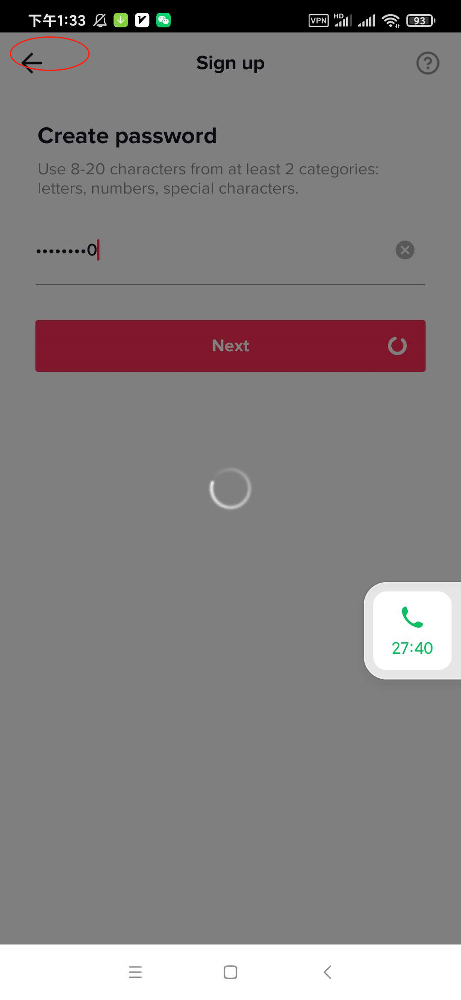 下午1:33
VPN HD 93
Sign up
Create password
Use 8-20 characters from at least 2 categories:
letters, numbers, special characters.
••••••••0
Next
27:40